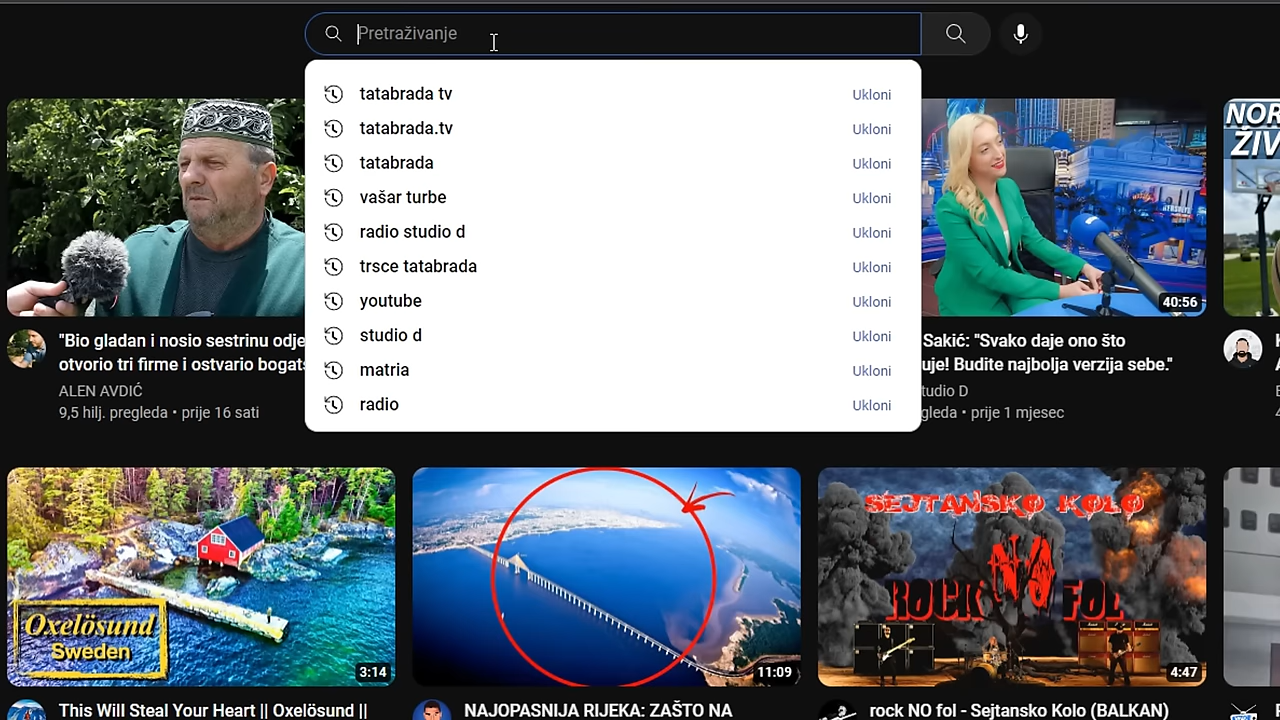 Pretraživanje
tatabrada tv Ukloni
tatabrada.tv Ukloni
tatabrada Ukloni
vašar turbe Ukloni
radio studio d Ukloni
trsce tatabrada Ukloni
youtube Ukloni
studio d Ukloni
matria Ukloni
radio Ukloni
40:56
NOR
ŽIV
"Bio gladan i nosio sestrinu odje
otvorio tri firme i ostvario bogats
ALEN AVDIĆ
9,5 hilj. pregleda • prije 16 sati
Sakić: "Svako daje ono što
uje! Budite najbolja verzija sebe."
tudio D
gleda • prije 1 mjesec
Oxelösund
Sweden
3:14
11:09
SEJTANSKO KOLO
ROCK NO FOL
4:47
This Will Steal Your Heart || Oxelösund ||
NAJOPASNIJA RIJEKA: ZAŠTO NA
rock NO fol - Sejtansko Kolo (BALKAN)